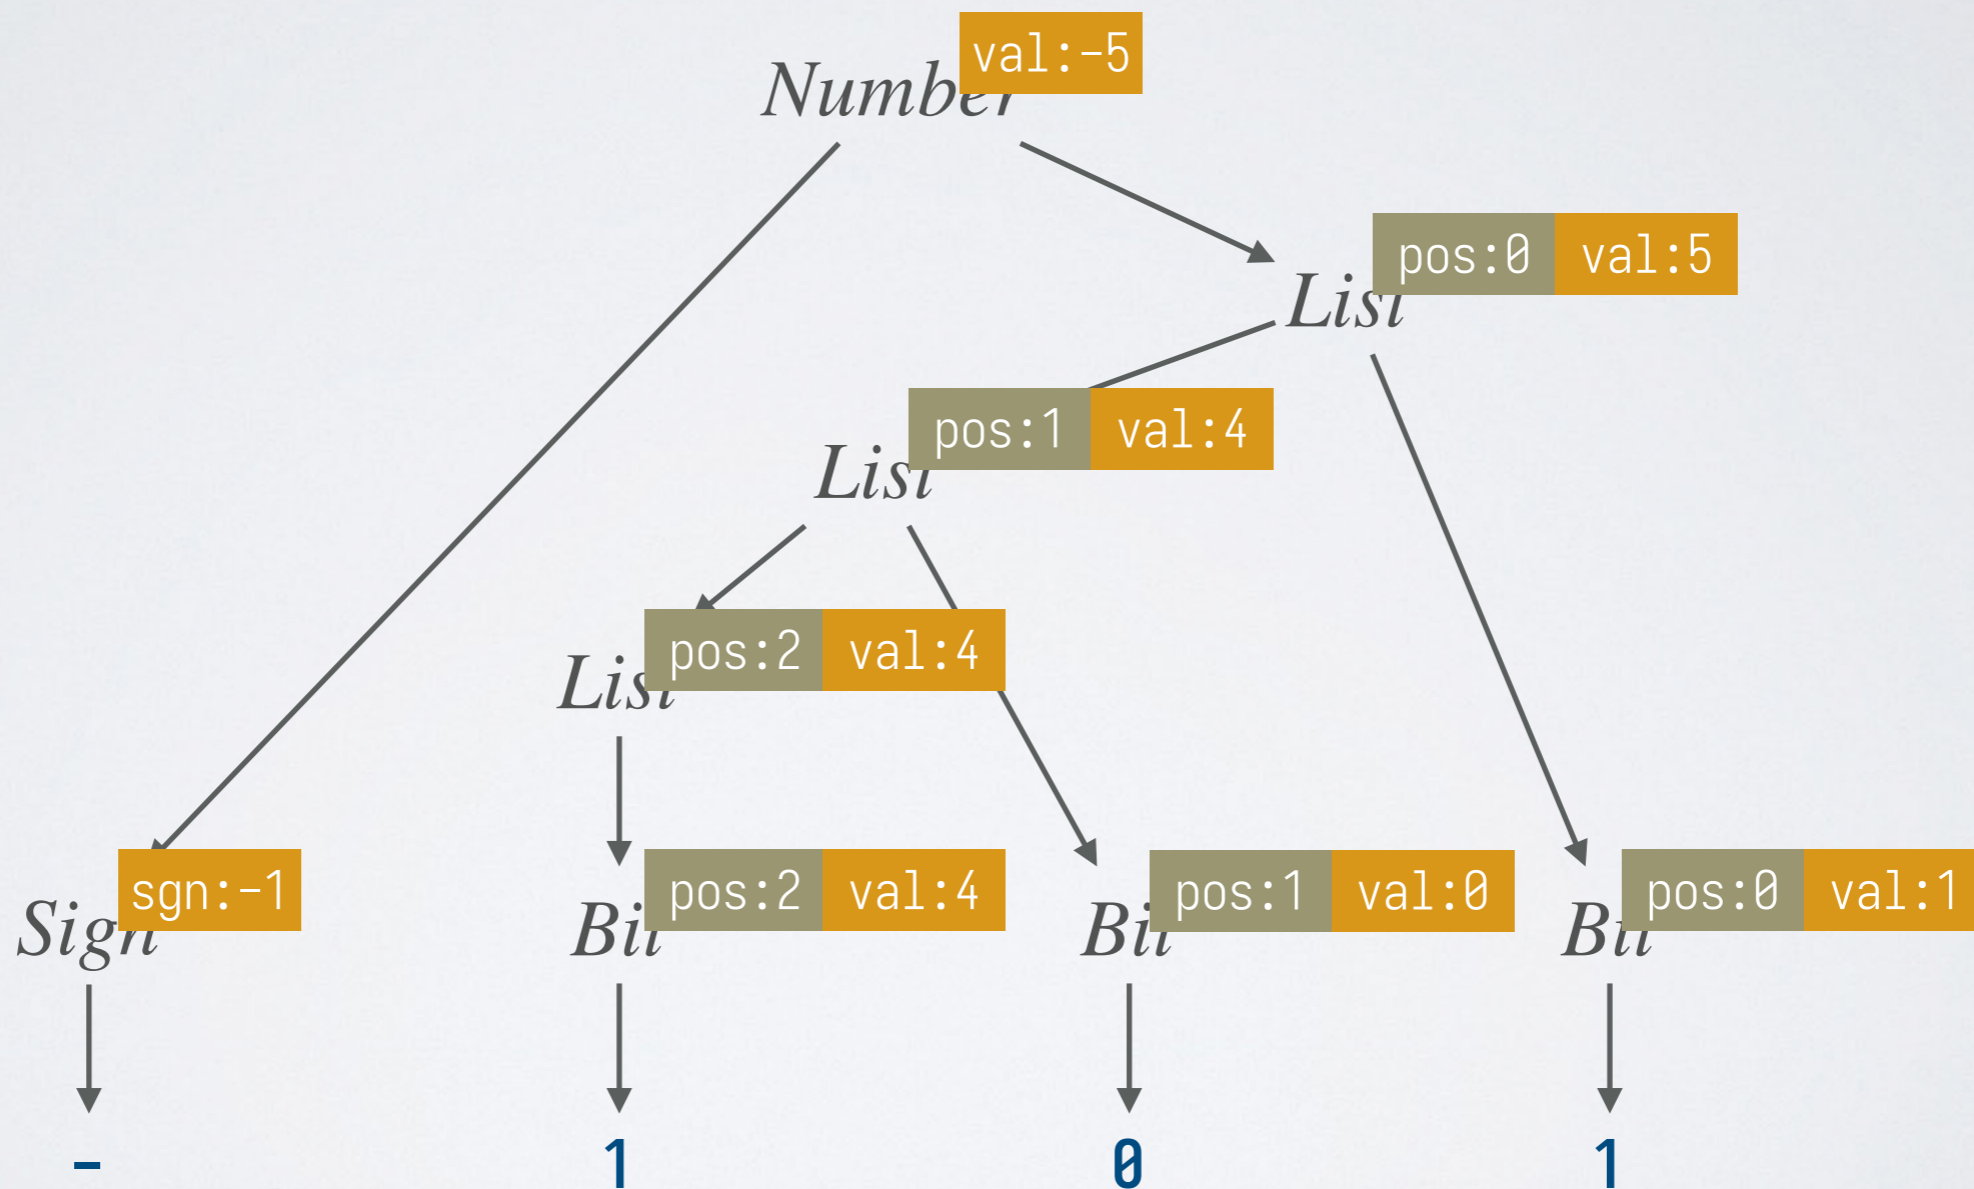 val:-5
Number
pos:0 val:5
List
pos:1 val:4
List
pos:2 val:4
List
sgn:-1
pos:2 val:4
pos:1 val:0
pos:0 val:1
Sign
Bit
Bit
Bit
- 1 0 1